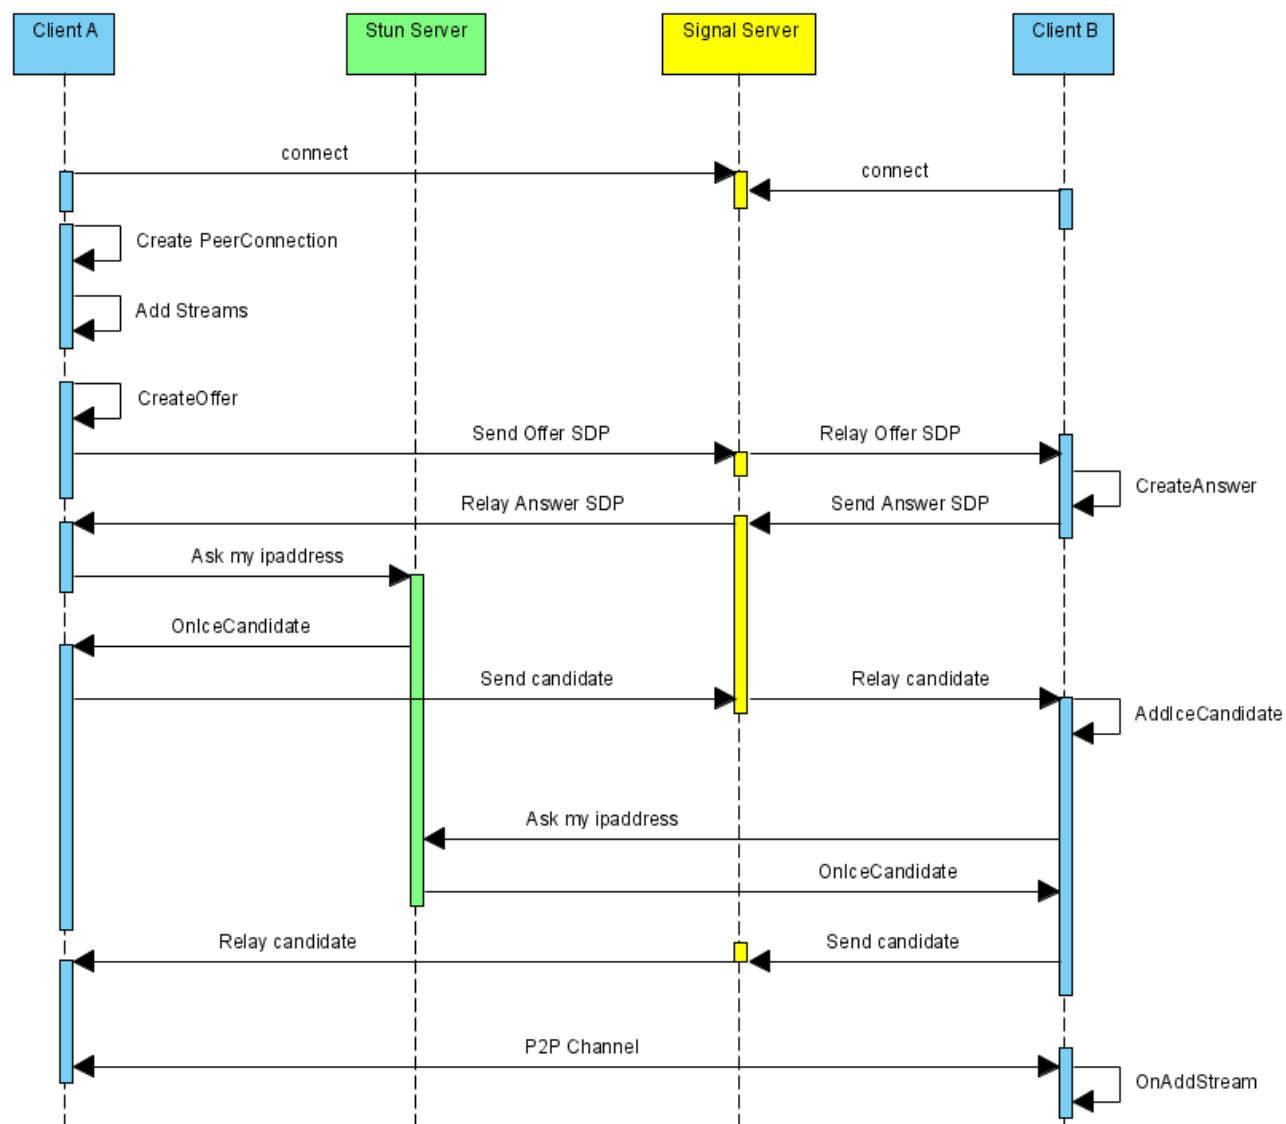 Client A
Stun Server
Signal Server
Client B
connect
connect
Create PeerConnection
Add Streams
CreateOffer
Send Offer SDP
Relay Offer SDP
CreateAnswer
Relay Answer SDP
Send Answer SDP
Ask my ipaddress
OnIceCandidate
Send candidate
Relay candidate
AddIceCandidate
Ask my ipaddress
OnIceCandidate
Relay candidate
Send candidate
P2P Channel
OnAddStream